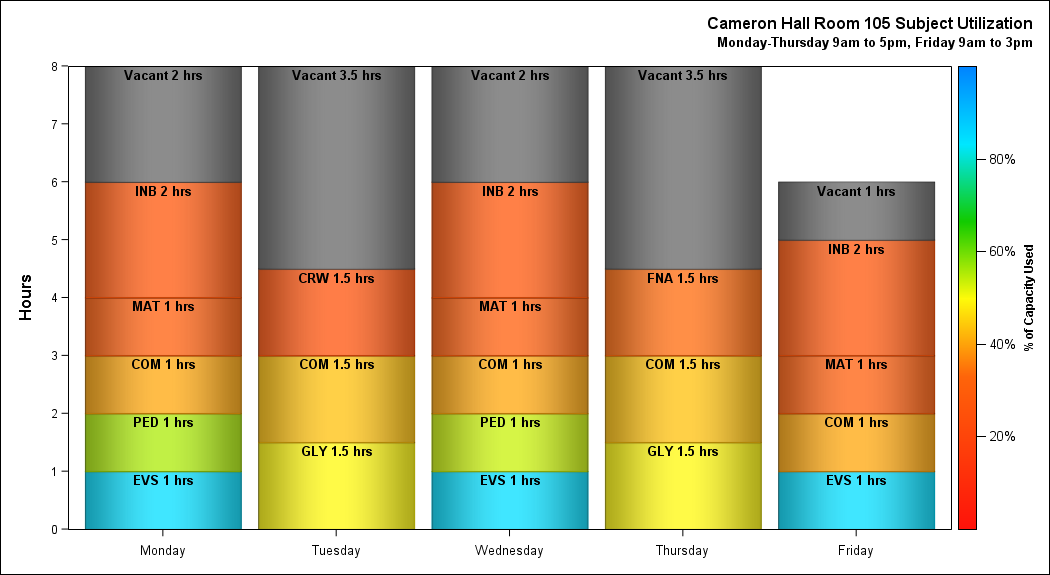 Cameron Hall Room 105 Subject Utilization
Monday-Thursday 9am to 5pm, Friday 9am to 3pm
8
7
6
5
4
3
2
1
0
Hours
Vacant 2 hrs
INB 2 hrs
MAT 1 hrs
COM 1 hrs
PED 1 hrs
EVS 1 hrs
Monday
Vacant 3.5 hrs
CRW 1.5 hrs
COM 1.5 hrs
GLY 1.5 hrs
Tuesday
Vacant 2 hrs
INB 2 hrs
MAT 1 hrs
COM 1 hrs
PED 1 hrs
EVS 1 hrs
Wednesday
Vacant 3.5 hrs
FNA 1.5 hrs
COM 1.5 hrs
GLY 1.5 hrs
Thursday
Vacant 1 hrs
INB 2 hrs
MAT 1 hrs
COM 1 hrs
EVS 1 hrs
Friday
80%
60%
40%
20%
% of Capacity Used